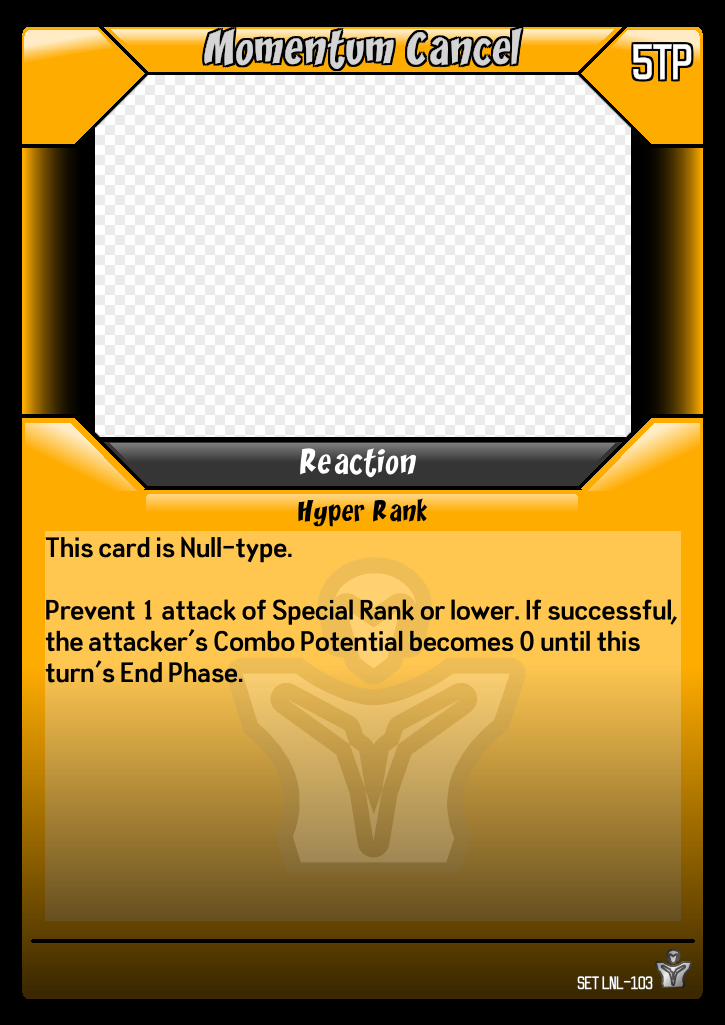 Momentum Cancel
5TP
Reaction
Hyper Rank
This card is Null-type.
Prevent 1 attack of Special Rank or lower. If successful,
the attacker's Combo Potential becomes 0 until this
turn's End Phase.
SET LNL-103